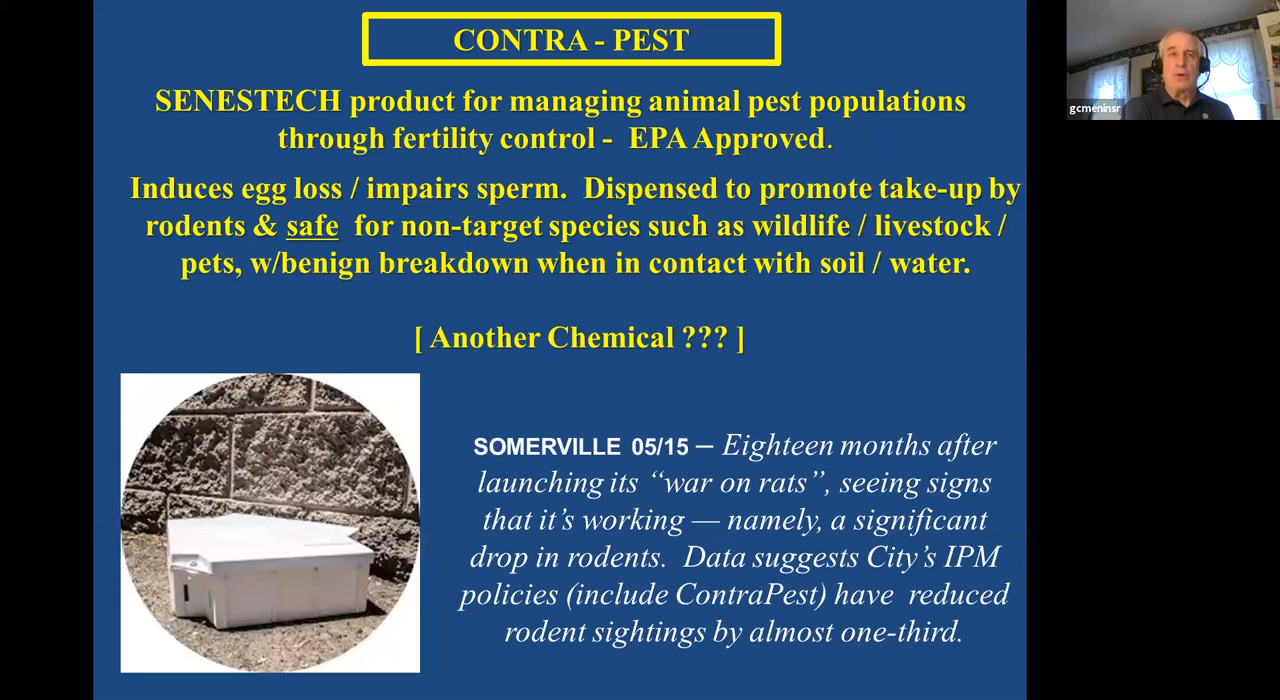 CONTRA - PEST
SENESTECH product for managing animal pest populations
through fertility control - EPA Approved.
Induces egg loss / impairs sperm. Dispensed to promote take-up by
rodents & safe for non-target species such as wildlife / livestock /
pets, w/benign breakdown when in contact with soil / water.
[ Another Chemical ??? ]
SOMERVILLE 05/15 – Eighteen months after
launching its “war on rats”, seeing signs
that it’s working — namely, a significant
drop in rodents. Data suggests City’s IPM
policies (include ContraPest) have reduced
rodent sightings by almost one-third.
gcmeninsr